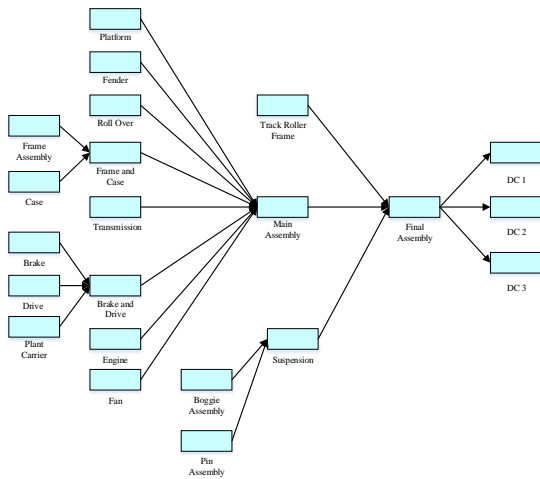 Platform
Fender
Roll Over
Track Roller
Frame
Frame
Assembly
Frame and
Case
DC 1
Case
Transmission
Main
Assembly
Final
Assembly
DC 2
Brake
DC 3
Drive
Brake and
Drive
Plant
Carrier
Engine
Suspension
Fan
Boggie
Assembly
Pin
Assembly